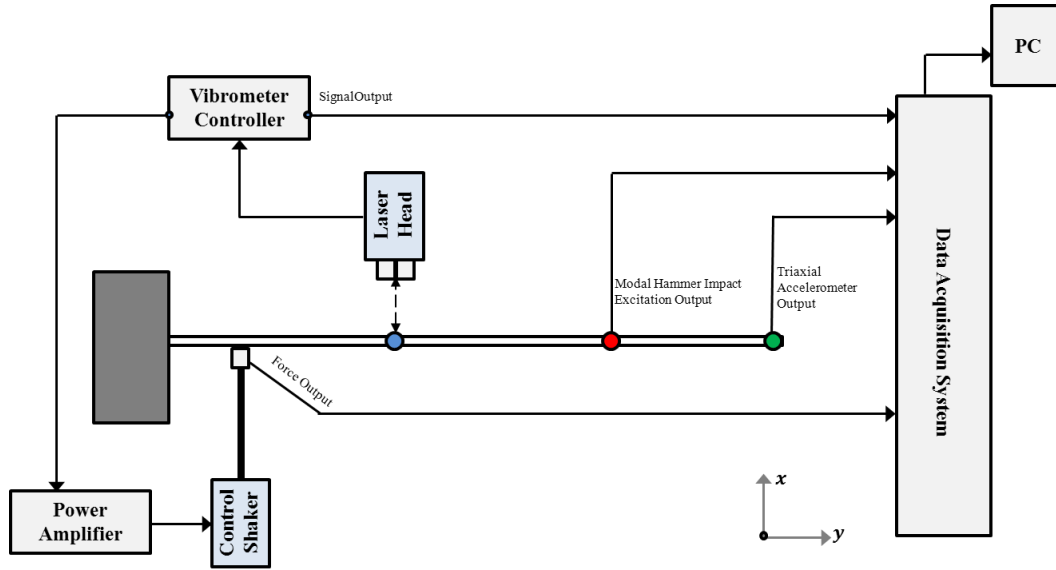 PC
Vibrometer
Controller
SignalOutput
Laser
Head
Modal Hammer Impact
Excitation Output
Triaxial
Accelerometer
Output
Data Acquisition System
Force Output
Power
Amplifier
Control
Shaker
x
y